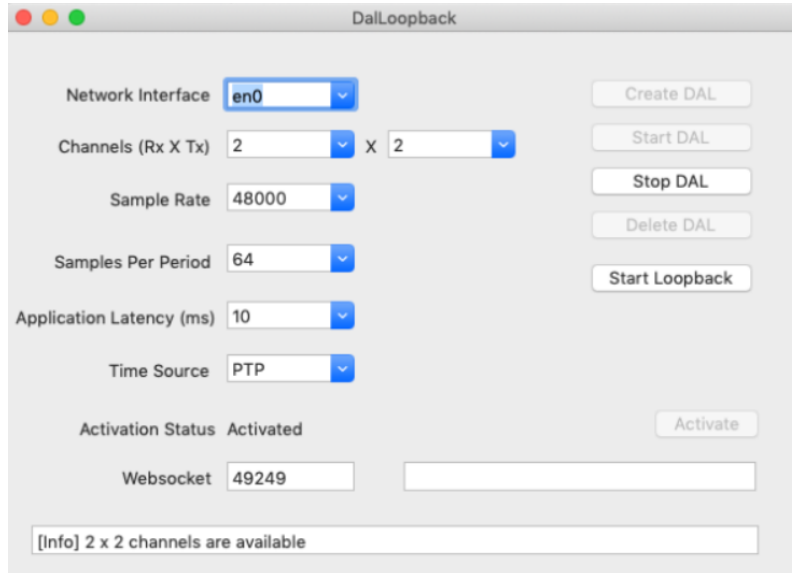 DalLoopback
Network Interface en0 Create DAL
Channels (Rx X Tx) 2 X 2 Start DAL
Sample Rate 48000 Stop DAL
Delete DAL
Samples Per Period 64 Start Loopback
Application Latency (ms) 10
Time Source PTP
Activation Status Activated Activate
Websocket 49249
[Info] 2 x 2 channels are available